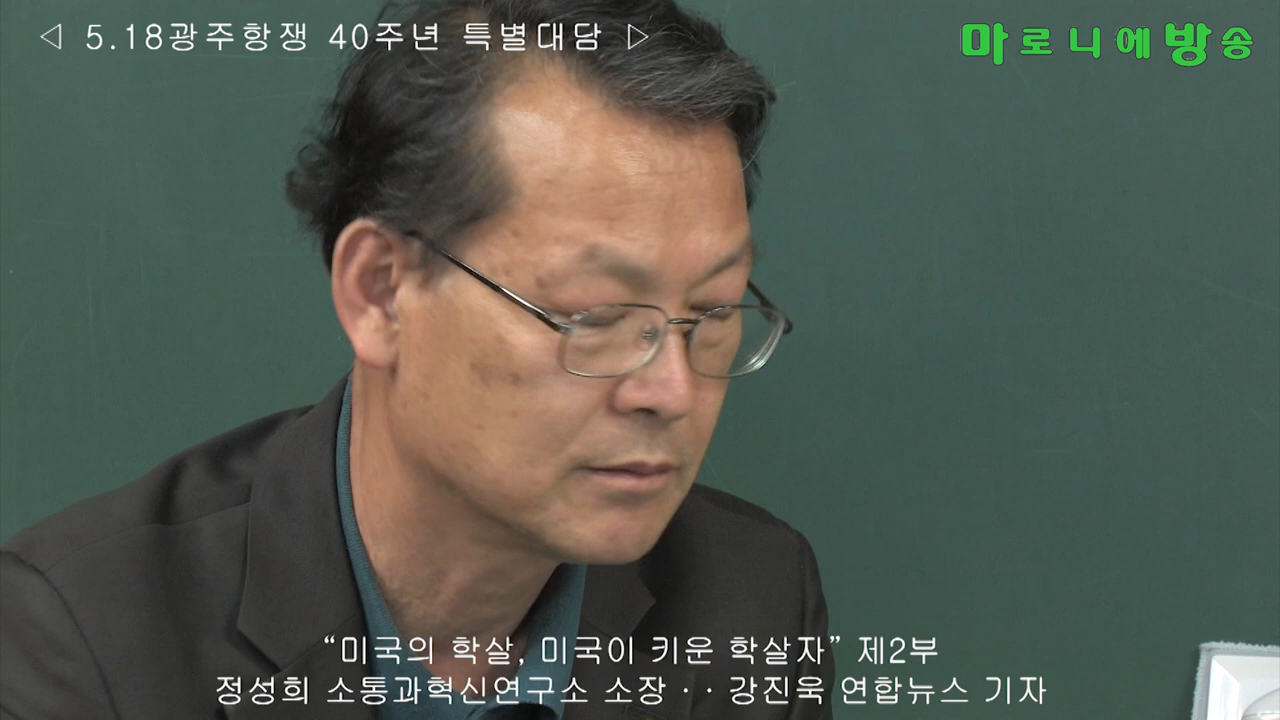 ◁ 5.18광주항쟁 40주년 특별대담 ▷
마로니에방송
“미국의 학살, 미국이 키운 학살자” 제2부
정성희 소통과혁신연구소 소장 ·· 강진욱 연합뉴스 기자